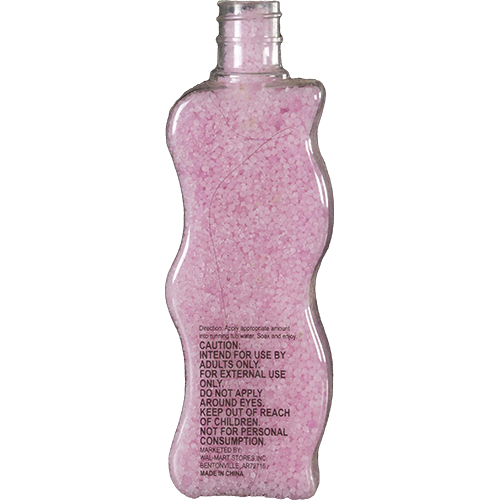 Direction: Apply appropriate amount
into running tub water. Soak and enjoy.
CAUTION:
INTEND FOR USE BY
ADULTS ONLY.
FOR EXTERNAL USE
ONLY.
DO NOT APPLY
AROUND EYES.
KEEP OUT OF REACH
OF CHILDREN.
NOT FOR PERSONAL
CONSUMPTION.
MARKETED BY:
WAL-MART STORES INC.
BENTONVILLE, AR72716
MADE IN CHINA